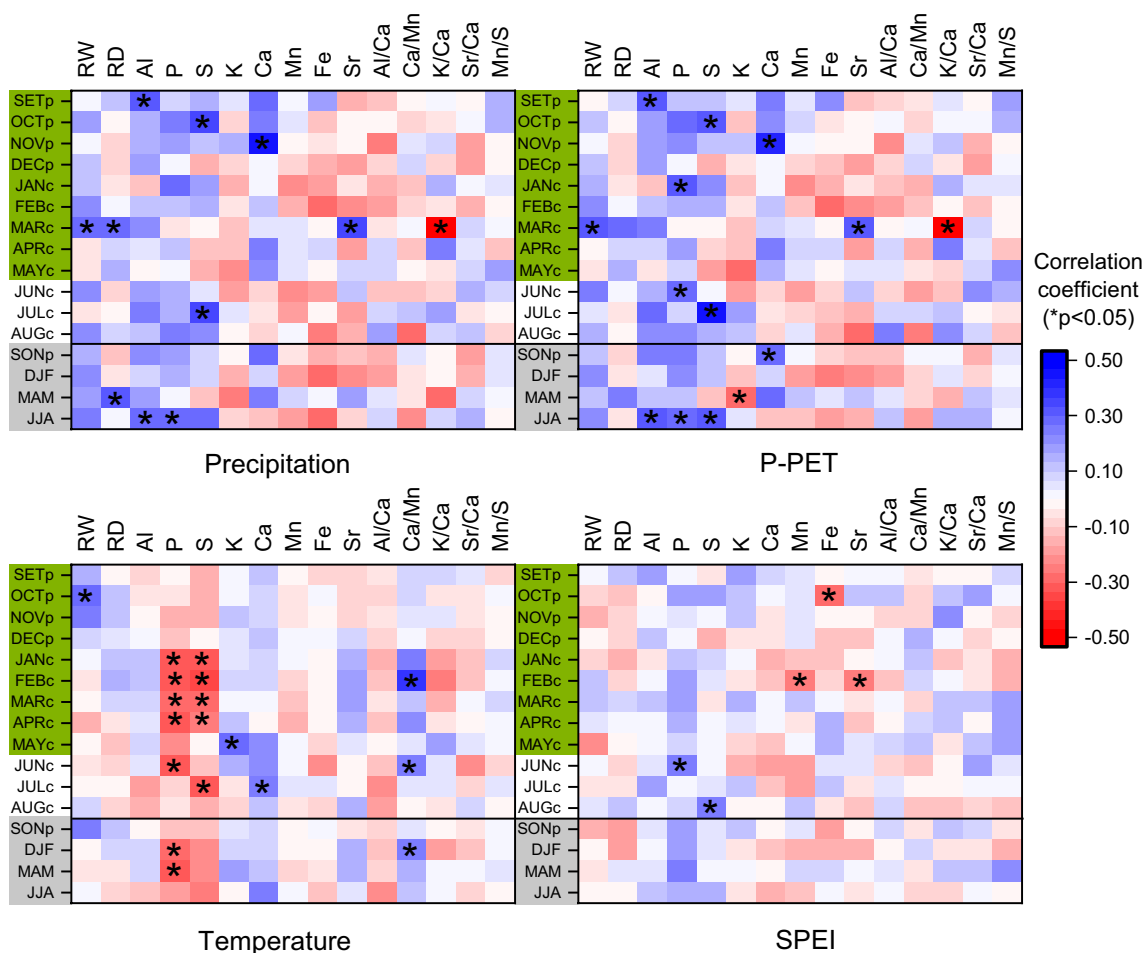 RW RD Al P S K Ca Mn Fe Sr Al/Ca Ca/Mn K/Ca Sr/Ca Mn/S
SETp
OCTp
NOVp
DECp
JANc
FEBc
MARc
APRc
MAYc
JUNc
JULc
AUGc
SONp
DJF
MAM
JJA
Precipitation
RW RD Al P S K Ca Mn Fe Sr Al/Ca Ca/Mn K/Ca Sr/Ca Mn/S
SETp
OCTp
NOVp
DECp
JANc
FEBc
MARc
APRc
MAYc
JUNc
JULc
AUGc
SONp
DJF
MAM
JJA
P-PET
Correlation
coefficient
(*p<0.05)
0.50
0.30
0.10
-0.10
-0.30
-0.50
RW RD Al P S K Ca Mn Fe Sr Al/Ca Ca/Mn K/Ca Sr/Ca Mn/S
SETp
OCTp
NOVp
DECp
JANc
FEBc
MARc
APRc
MAYc
JUNc
JULc
AUGc
SONp
DJF
MAM
JJA
Temperature
RW RD Al P S K Ca Mn Fe Sr Al/Ca Ca/Mn K/Ca Sr/Ca Mn/S
SETp
OCTp
NOVp
DECp
JANc
FEBc
MARc
APRc
MAYc
JUNc
JULc
AUGc
SONp
DJF
MAM
JJA
SPEI